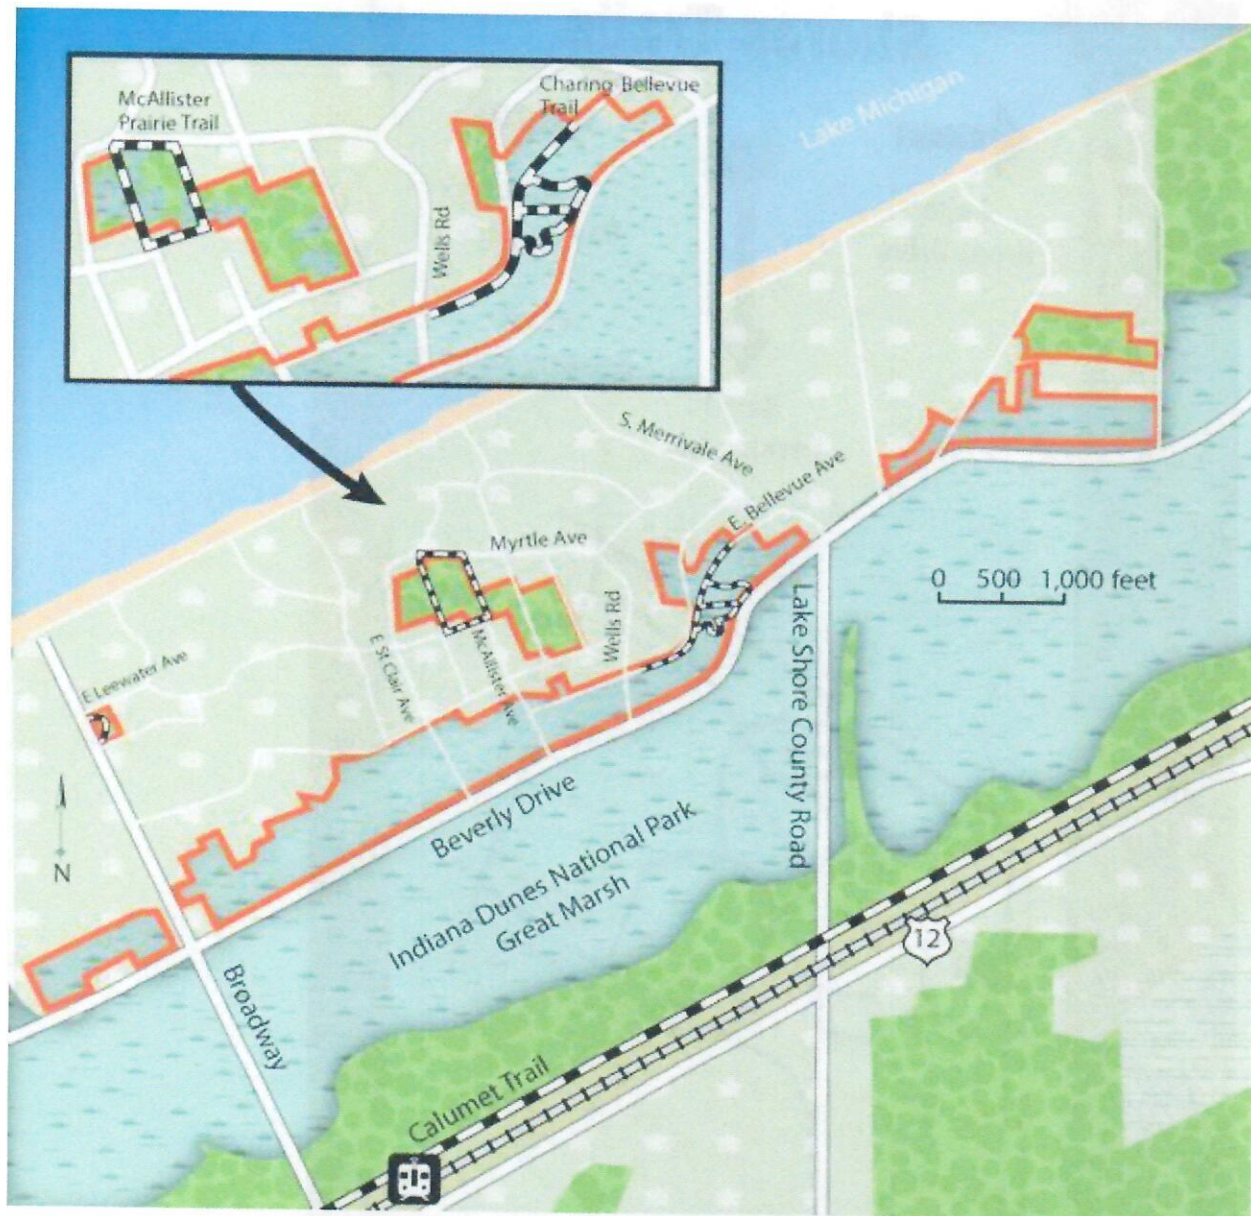 McAllister
Prairie Trail
Charing Bellevue
Trail
Wells Rd
Lake Michigan
S. Merrivale Ave
E. Bellevue Ave
Myrtle Ave
Wells Rd
0 500 1,000 feet
E Leewater Ave
E St Clair Ave
McAllister Ave
Lake Shore County Road
N
Beverly Drive
Indiana Dunes National Park
Great Marsh
12
Broadway
Calumet Trail